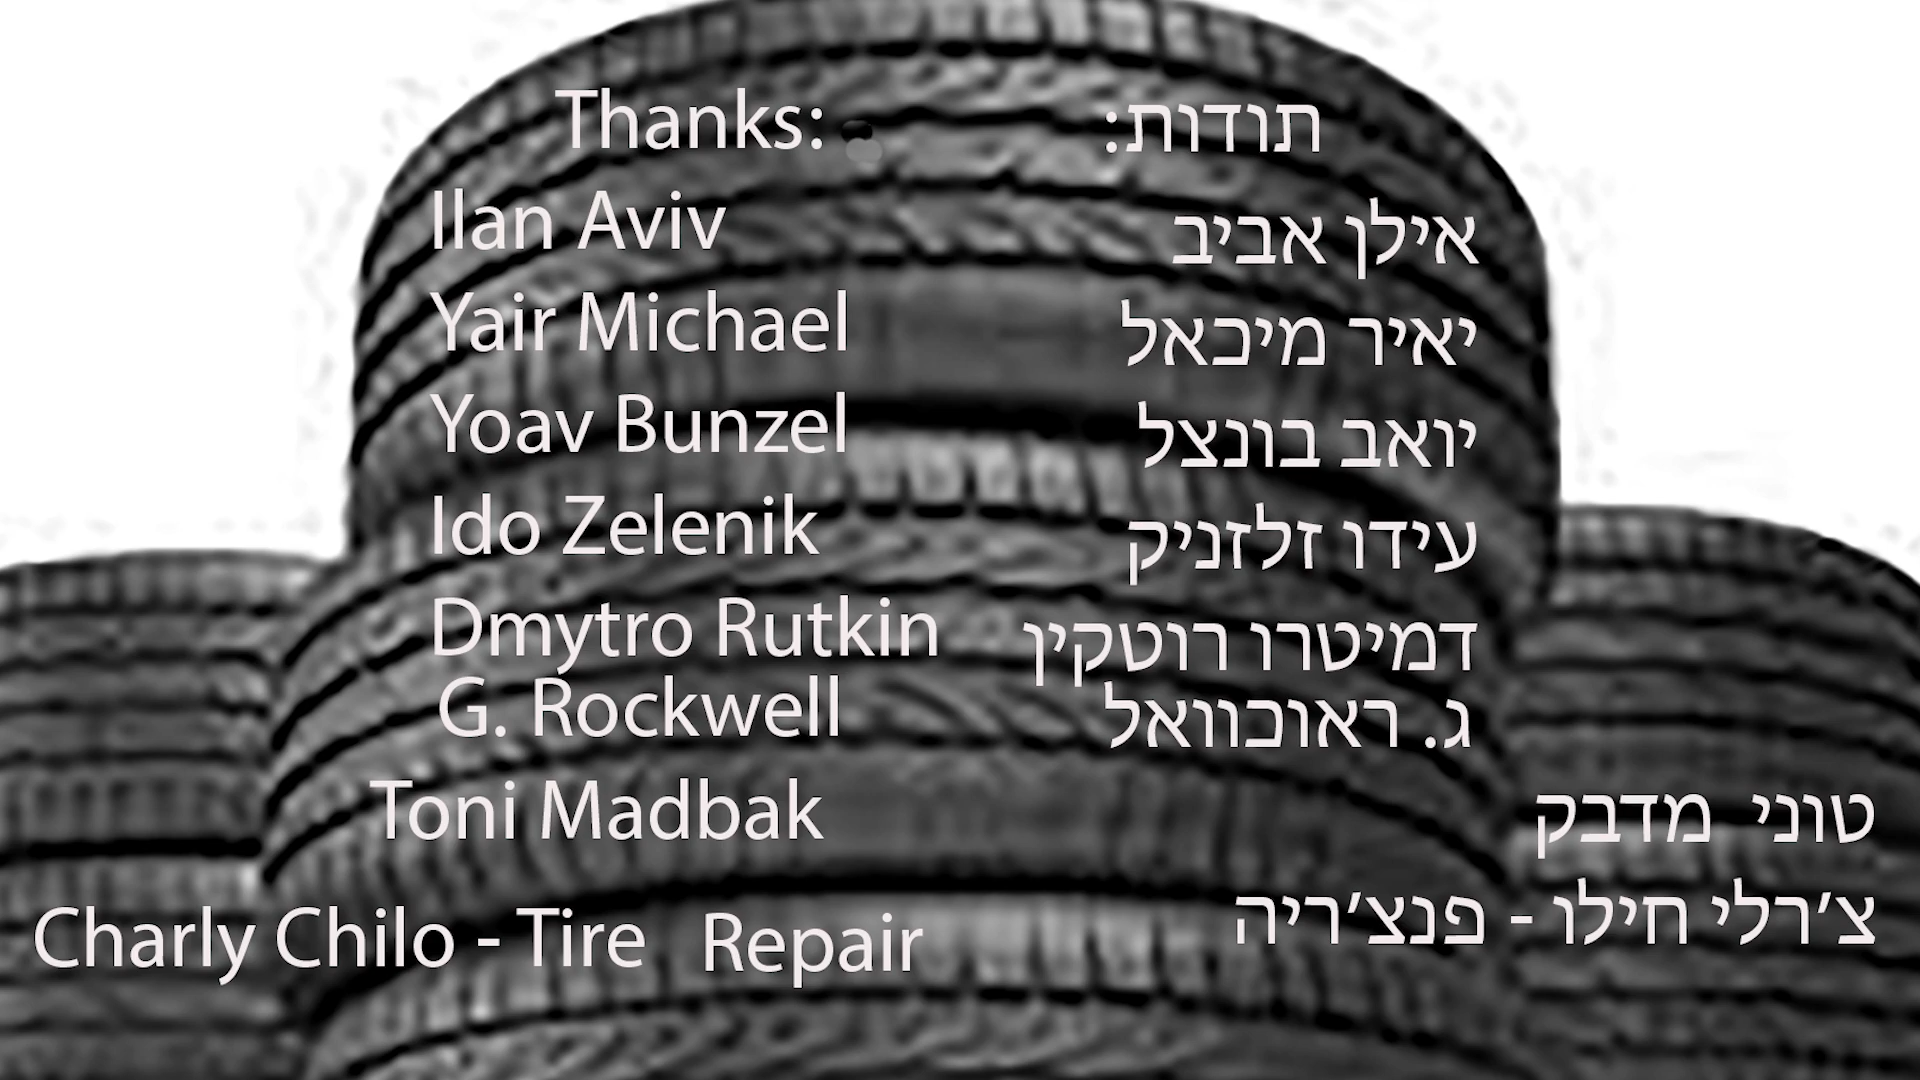 Thanks: תודות:
Ilan Aviv אילן אביב
Yair Michael יאיר מיכאל
Yoav Bunzel יואב בונצל
Ido Zelenik עידו זלזניק
Dmytro Rutkin דמיטרו רוטקין
G. Rockwell ג. ראוכוואל
Toni Madbak טוני מדבק
Charly Chilo - Tire Repair צ'רלי חילו - פנצ'ריה